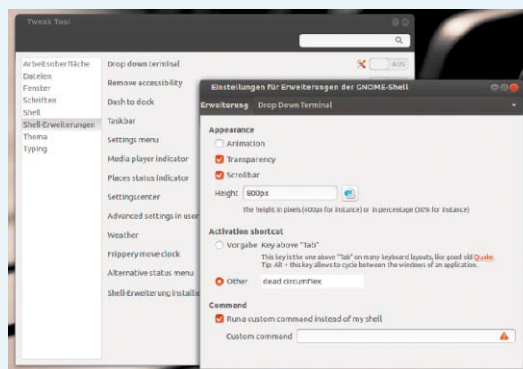 Tweak Tool
Arbeitsoberfläche
Dateien
Fenster
Schriften
Shell
Shell-Erweiterungen
Thema
Typing
Drop down terminal
AUS
Remove accessibility
Dash to dock
Taskbar
Settings menu
Media player indicator
Places status indicator
Settingscenter
Advanced settings in user
Weather
Frippery move clock
Alternative status menu
Shell-Erweiterung
Einstellungen für Erweiterungen der GNOME-Shell
Erweiterung Drop Down Terminal
Appearance
Animation
Transparency
Scrollbar
Height 600px
The height in pixels (400px for instance) or in percentage (30% for instance)
Activation shortcut
Vorgabe Key above "Tab"
This key is the one above "Tab" on many keyboard layouts, like good old Quake.
Tip: Alt + this key allows to cycle between the windows of an application.
Other dead circumflex
Command
Run a custom command instead of my shell
Custom command